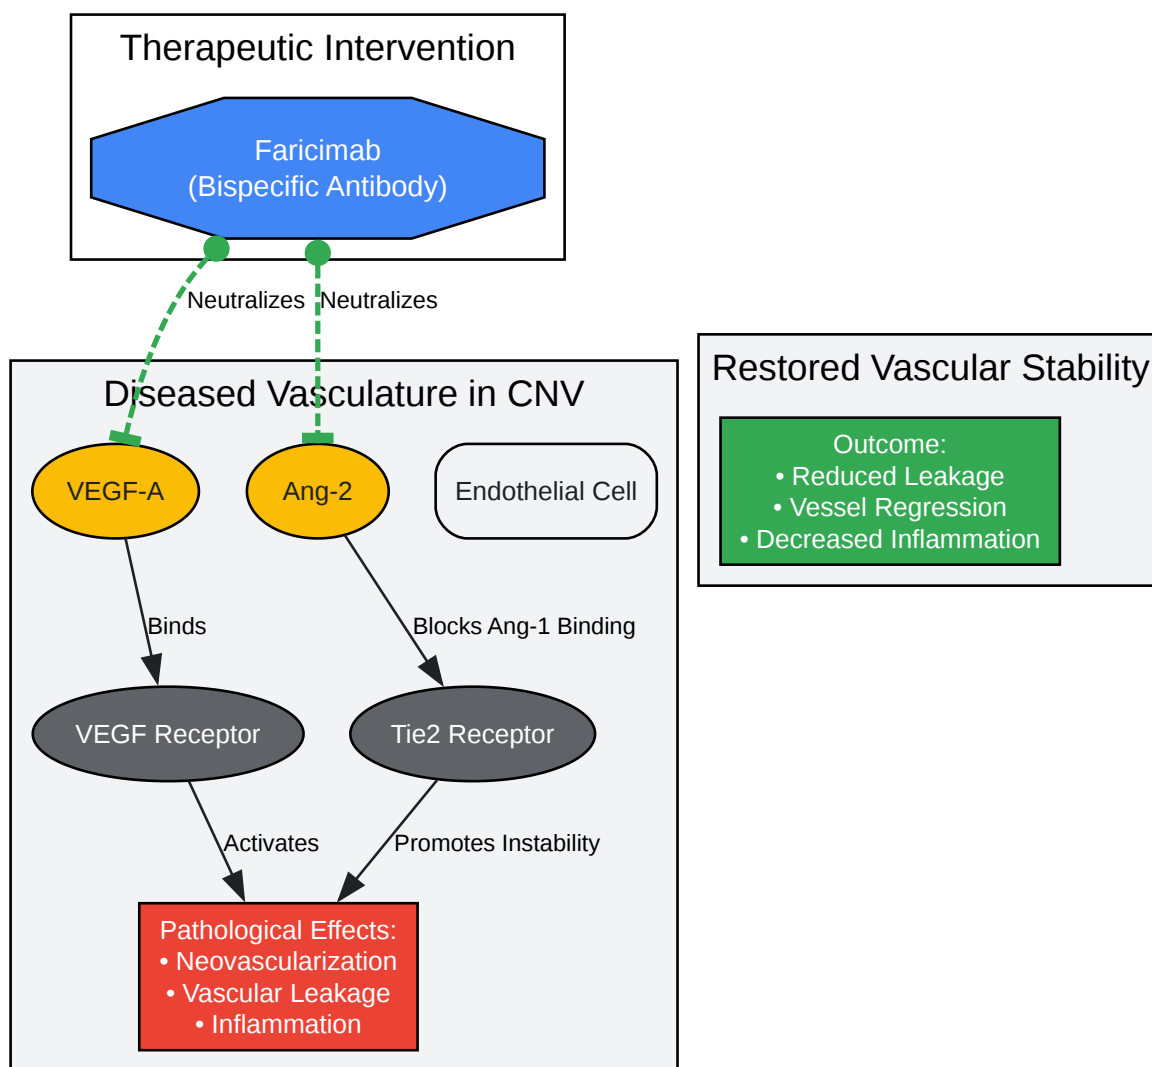 Therapeutic Intervention
Faricimab
(Bispecific Antibody)
Neutralizes
Neutralizes
Diseased Vasculature in CNV
VEGF-A
Ang-2
Endothelial Cell
Binds
Blocks Ang-1 Binding
VEGF Receptor
Tie2 Receptor
Activates
Promotes Instability
Pathological Effects:
• Neovascularization
• Vascular Leakage
• Inflammation
Restored Vascular Stability
Outcome:
• Reduced Leakage
• Vessel Regression
• Decreased Inflammation